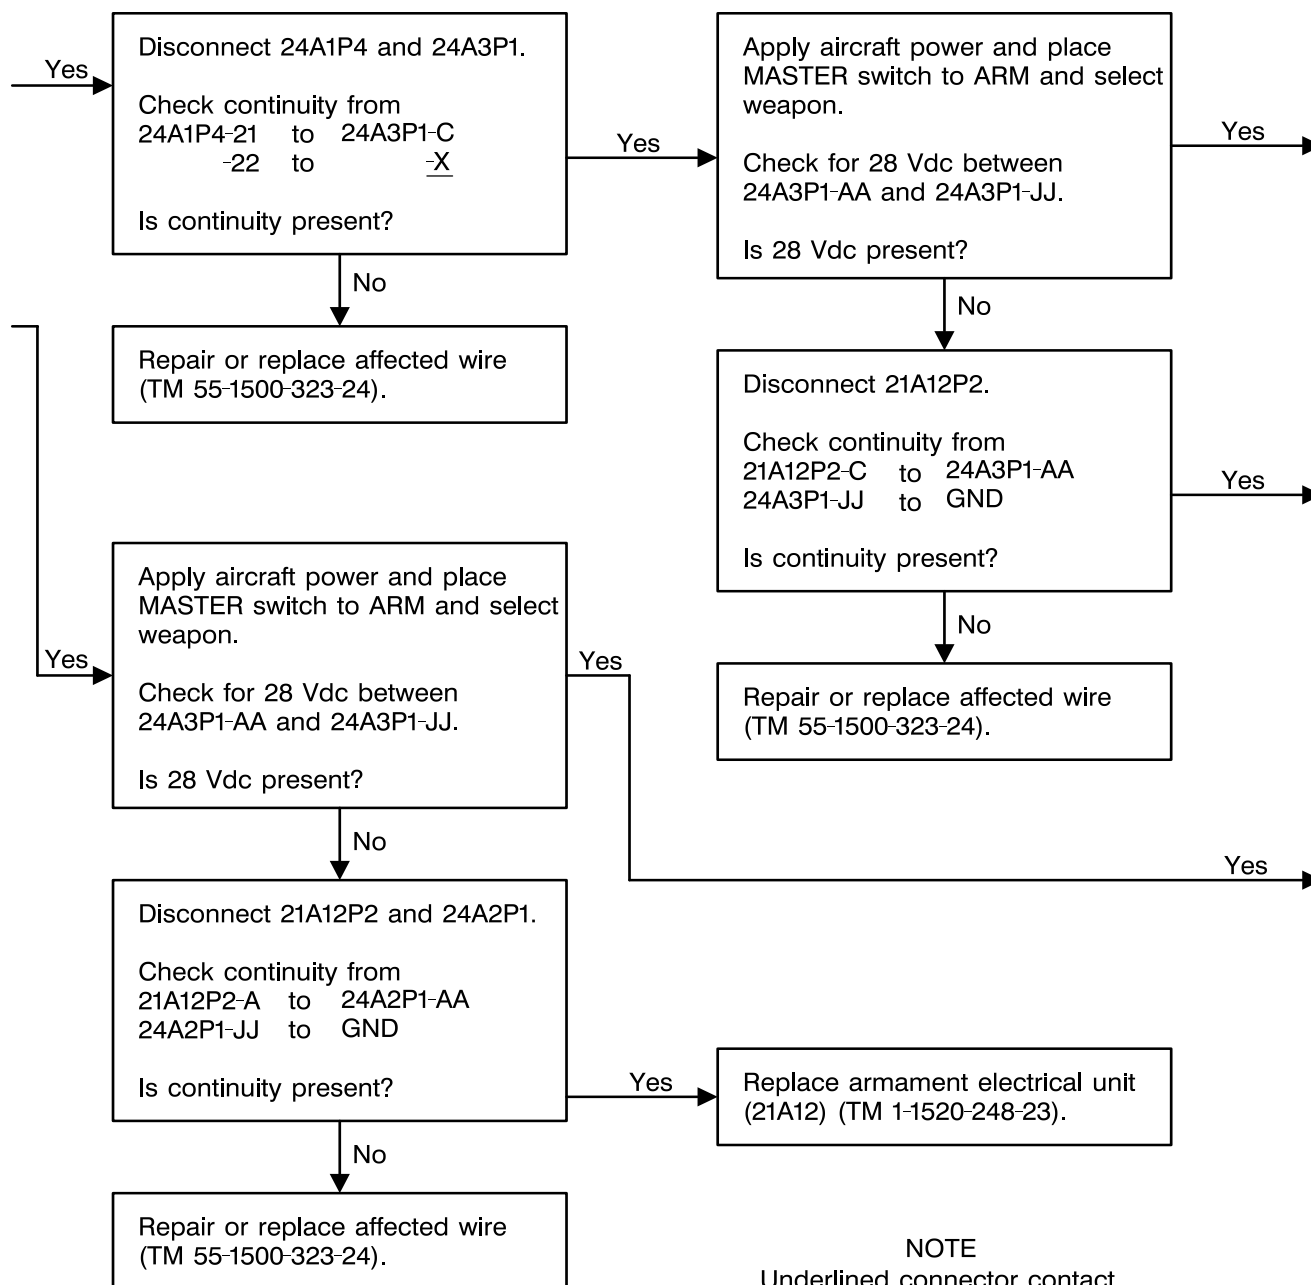 Yes
Disconnect 24A1P4 and 24A3P1.
Check continuity from
24A1P4-21 to 24A3P1-C
-22 to -X
Is continuity present?
Yes
No
Repair or replace affected wire
(TM 55-1500-323-24).
Apply aircraft power and place
MASTER switch to ARM and select
weapon.
Check for 28 Vdc between
24A3P1-AA and 24A3P1-JJ.
Is 28 Vdc present?
Yes
No
Disconnect 21A12P2.
Check continuity from
21A12P2-C to 24A3P1-AA
24A3P1-JJ to GND
Is continuity present?
Yes
No
Repair or replace affected wire
(TM 55-1500-323-24).
Yes
Apply aircraft power and place
MASTER switch to ARM and select
weapon.
Check for 28 Vdc between
24A3P1-AA and 24A3P1-JJ.
Is 28 Vdc present?
Yes
Yes
No
Disconnect 21A12P2 and 24A2P1.
Check continuity from
21A12P2-A to 24A2P1-AA
24A2P1-JJ to GND
Is continuity present?
Yes
Replace armament electrical unit
(21A12) (TM 1-1520-248-23).
No
Repair or replace affected wire
(TM 55-1500-323-24).
NOTE
Underlined connector contact